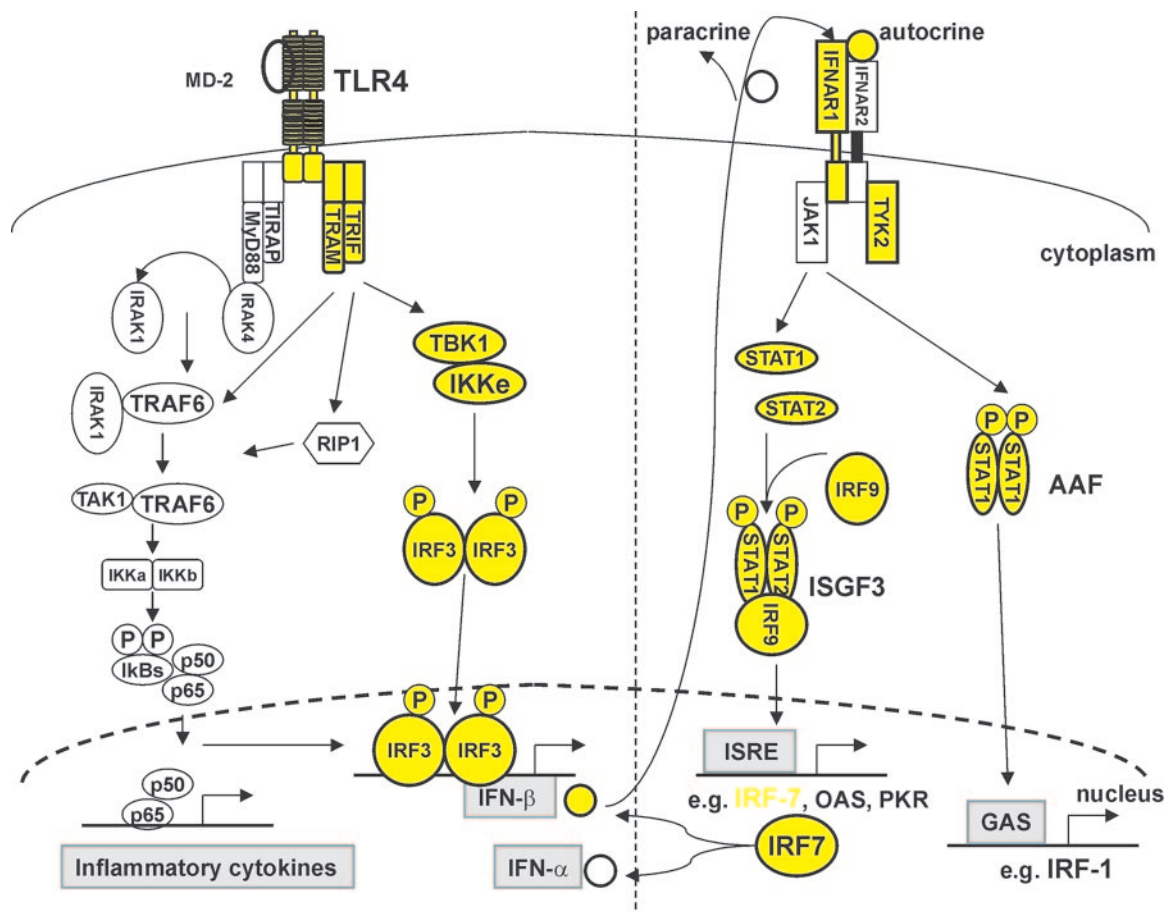 paracrine
autocrine
MD-2
TLR4
IFNAR1
IFNAR2
TIRAP
MyD88
TRAM
TRIF
JAK1
TYK2
cytoplasm
IRAK1
IRAK4
TBK1
IKKe
STAT1
STAT2
IRAK1
TRAF6
RIP1
P P
STAT1 STAT1
AAF
IRF9
TAK1
TRAF6
P P
IRF3 IRF3
P P
STAT1 STAT2
IRF9
ISGF3
IKKa IKKb
P P
IkBs
p50
p65
P P
IRF3 IRF3
IFN-β
ISRE
e.g. IRF-7, OAS, PKR
nucleus
p50
p65
IRF7
GAS
e.g. IRF-1
Inflammatory cytokines
IFN-α